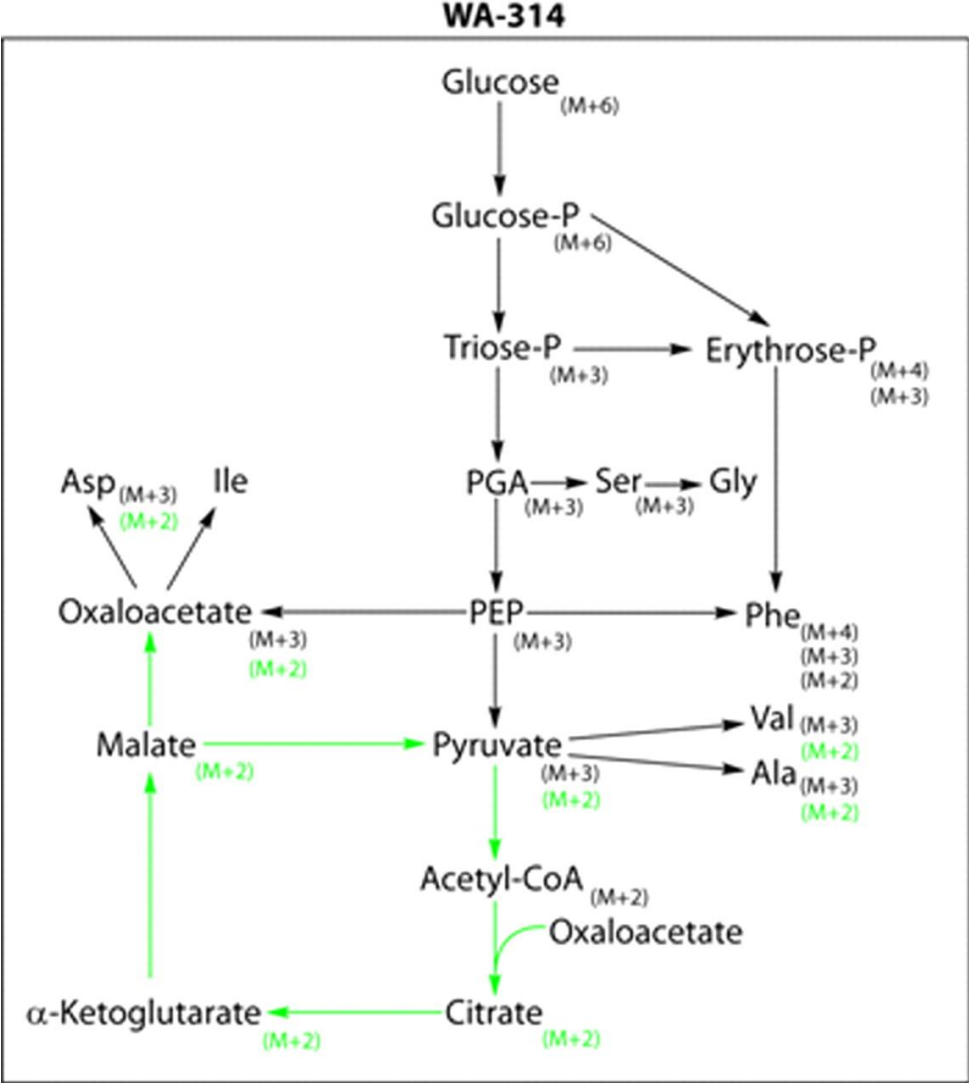 WA-314
Glucose (M+6)
Glucose-P (M+6)
Triose-P (M+3)
Erythrose-P (M+4)
(M+3)
Asp (M+3)
(M+2)
Ile
PGA (M+3)
Ser (M+3)
Gly
Oxaloacetate (M+3)
(M+2)
PEP (M+3)
Phe (M+4)
(M+3)
(M+2)
Malate (M+2)
Pyruvate (M+3)
(M+2)
Val (M+3)
(M+2)
Ala (M+3)
(M+2)
Acetyl-CoA (M+2)
Oxaloacetate
α-Ketoglutarate (M+2)
Citrate (M+2)